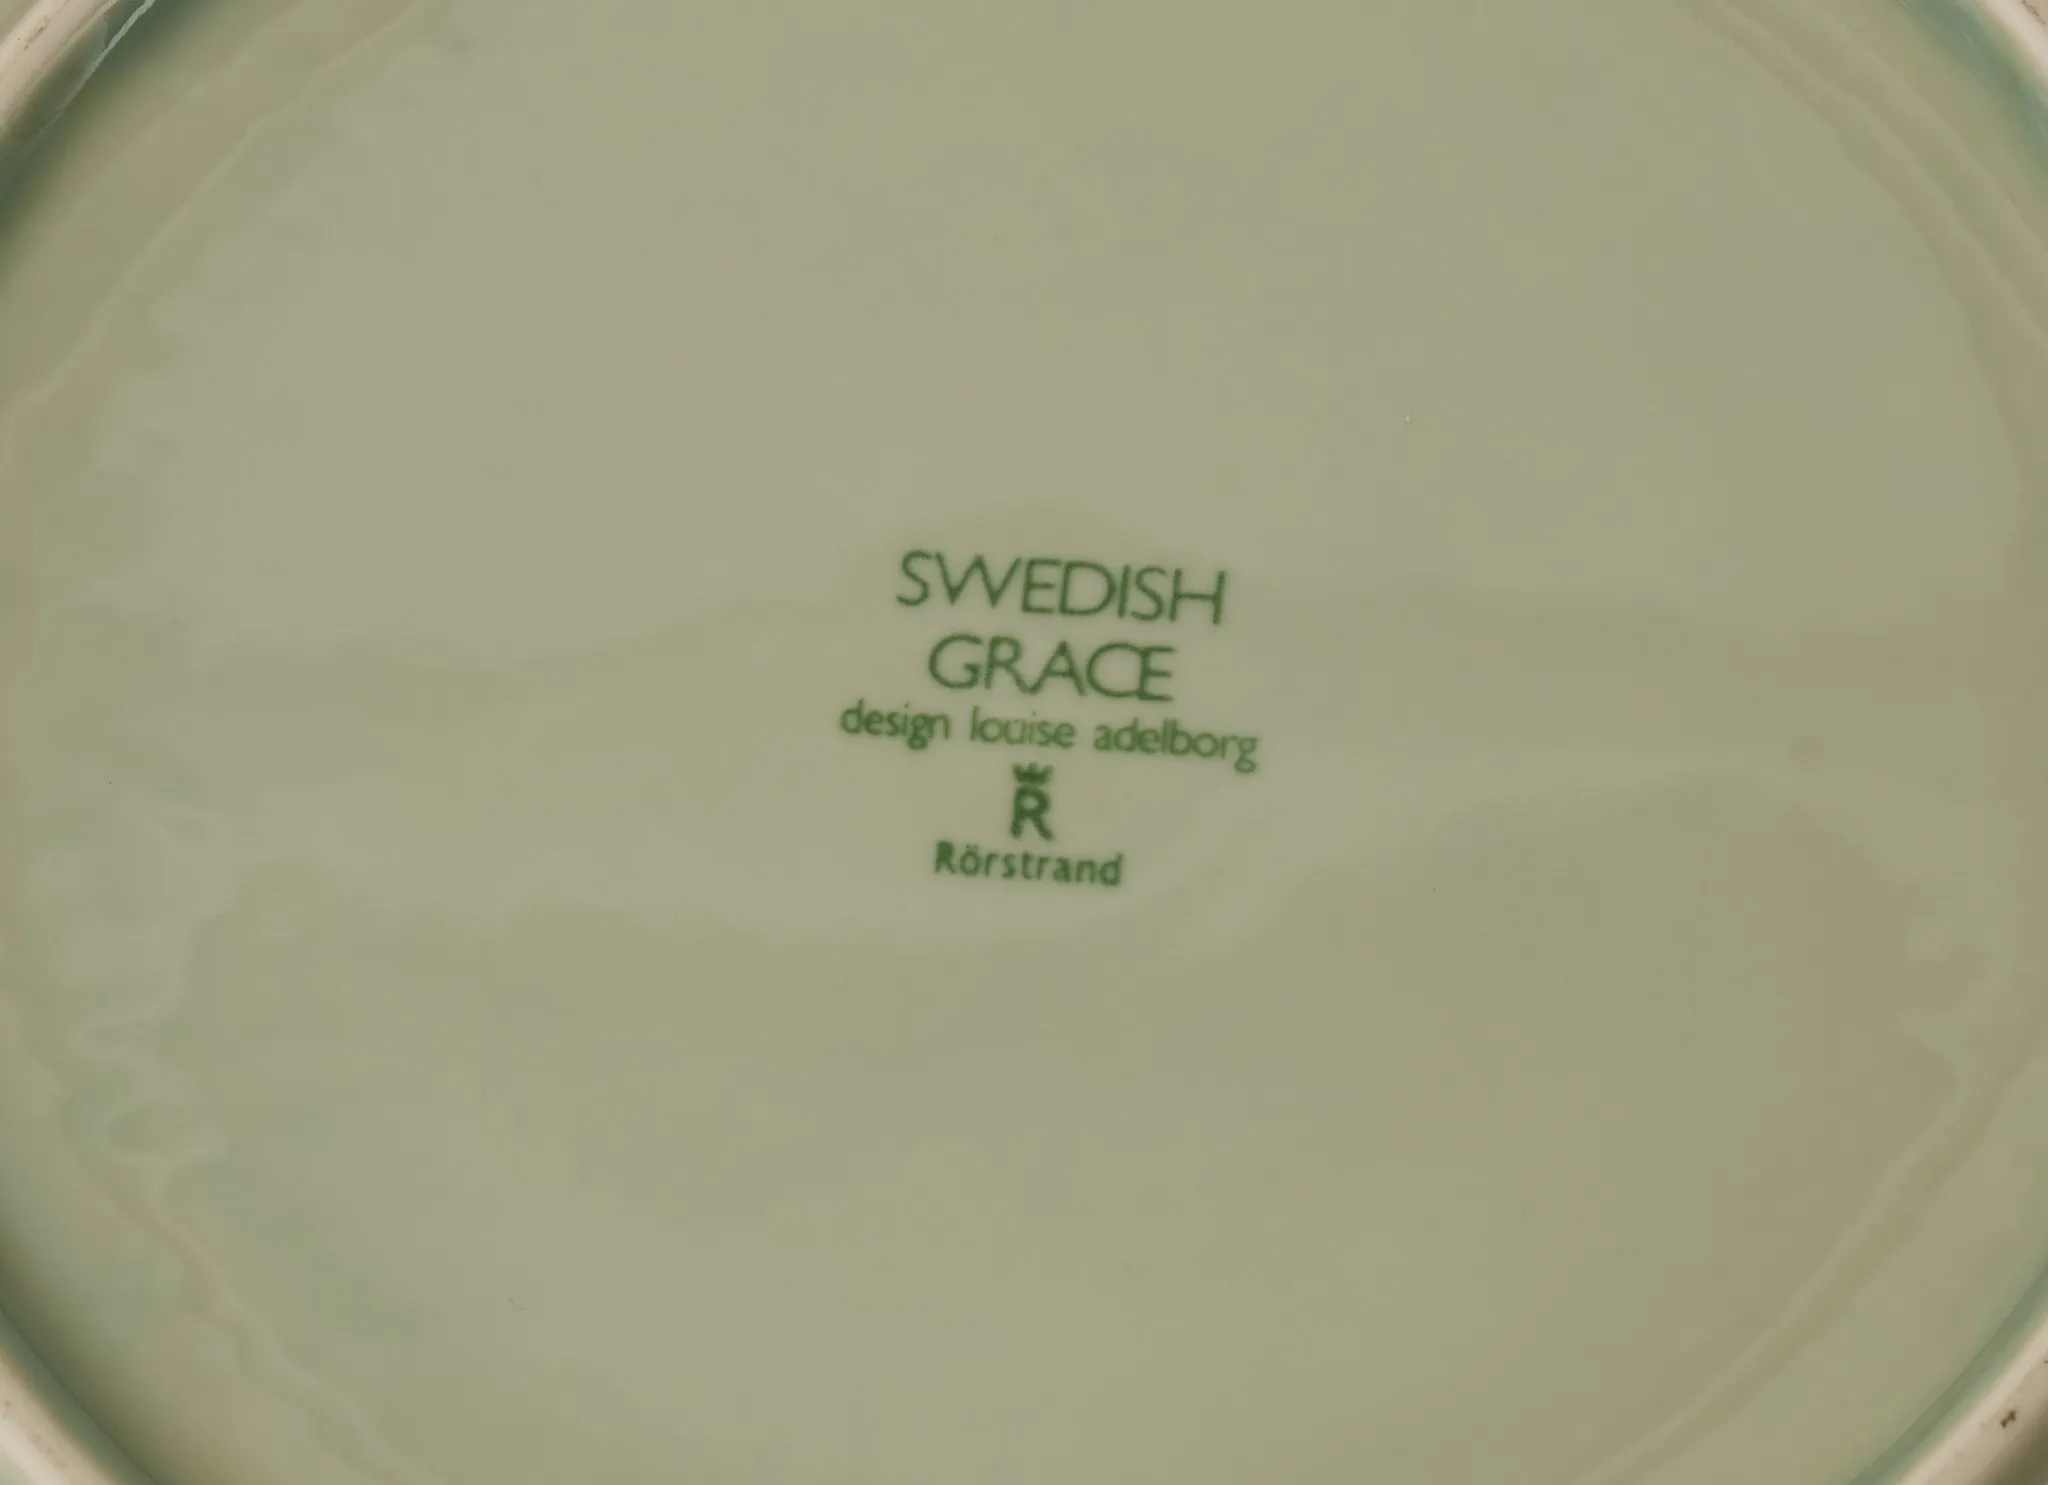 SWEDISH
GRACE
design louise adelborg
R
Rörstrand